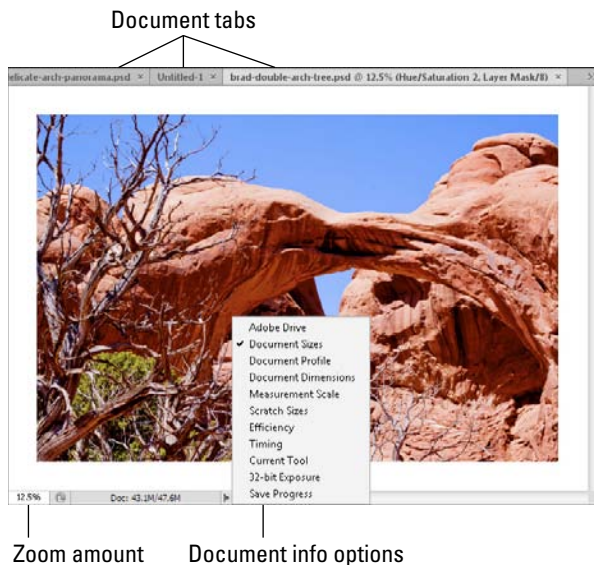 Document tabs
elicate-arch-panorama.psd × Untitled-1 × brad-double-arch-tree.psd @ 12.5% (Hue/Saturation 2, Layer Mask/8) ×
Adobe Drive
✔ Document Sizes
Document Profile
Document Dimensions
Measurement Scale
Scratch Sizes
Efficiency
Timing
Current Tool
32-bit Exposure
Save Progress
12.5% Doc: 43.1M/47.6M
Zoom amount Document info options